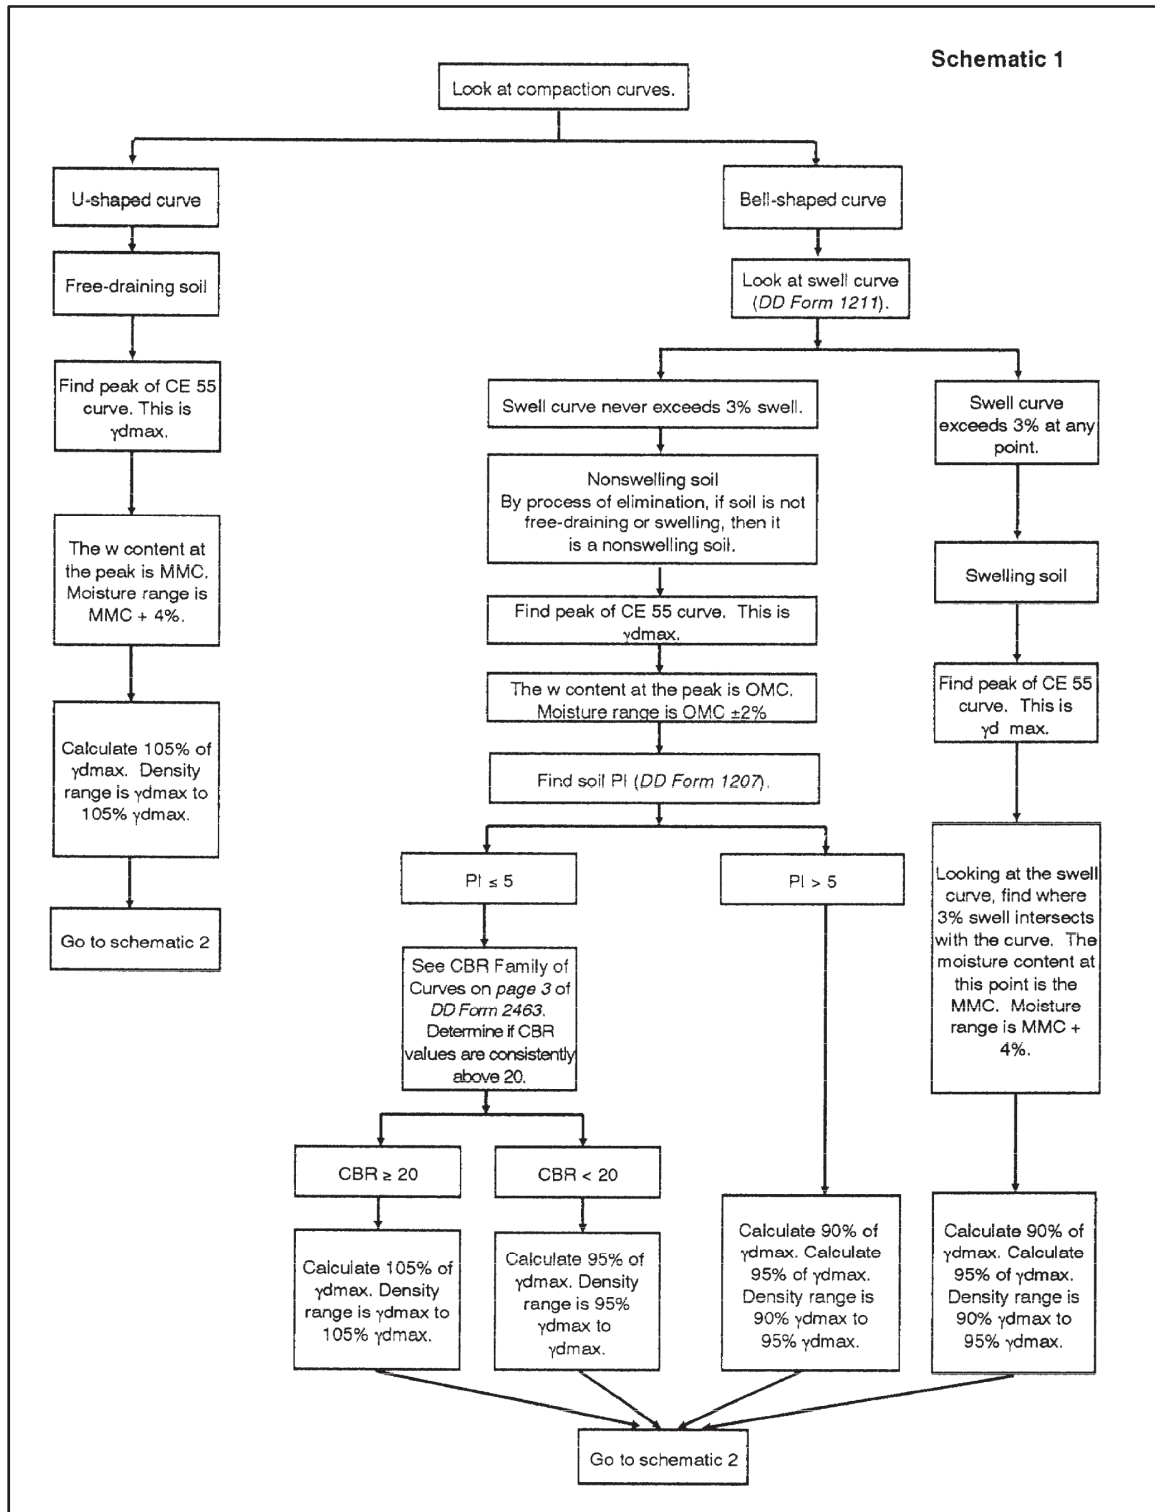 Schematic 1
Look at compaction curves.
U-shaped curve
Bell-shaped curve
Free-draining soil
Look at swell curve
(DD Form 1211).
Find peak of CE 55
curve. This is
γdmax.
Swell curve never exceeds 3% swell.
Swell curve
exceeds 3% at any
point.
Nonswelling soil
By process of elimination, if soil is not
free-draining or swelling, then it
is a nonswelling soil.
The w content at
the peak is MMC.
Moisture range is
MMC + 4%.
Swelling soil
Find peak of CE 55 curve. This is
γdmax.
The w content at the peak is OMC.
Moisture range is OMC ±2%
Find peak of CE 55
curve. This is
γd max.
Calculate 105% of
γdmax. Density
range is γdmax to
105% γdmax.
Find soil PI (DD Form 1207).
PI ≤ 5
PI > 5
Looking at the swell
curve, find where
3% swell intersects
with the curve. The
moisture content at
this point is the
MMC. Moisture
range is MMC +
4%.
Go to schematic 2
See CBR Family of
Curves on page 3 of
DD Form 2463.
Determine if CBR
values are consistently
above 20.
CBR ≥ 20
CBR < 20
Calculate 105% of
γdmax. Density
range is γdmax to
105% γdmax.
Calculate 95% of
γdmax. Density
range is 95%
γdmax to
γdmax.
Calculate 90% of
γdmax. Calculate
95% of γdmax.
Density range is
90% γdmax to
95% γdmax.
Calculate 90% of
γdmax. Calculate
95% of γdmax.
Density range is
90% γdmax to
95% γdmax.
Go to schematic 2